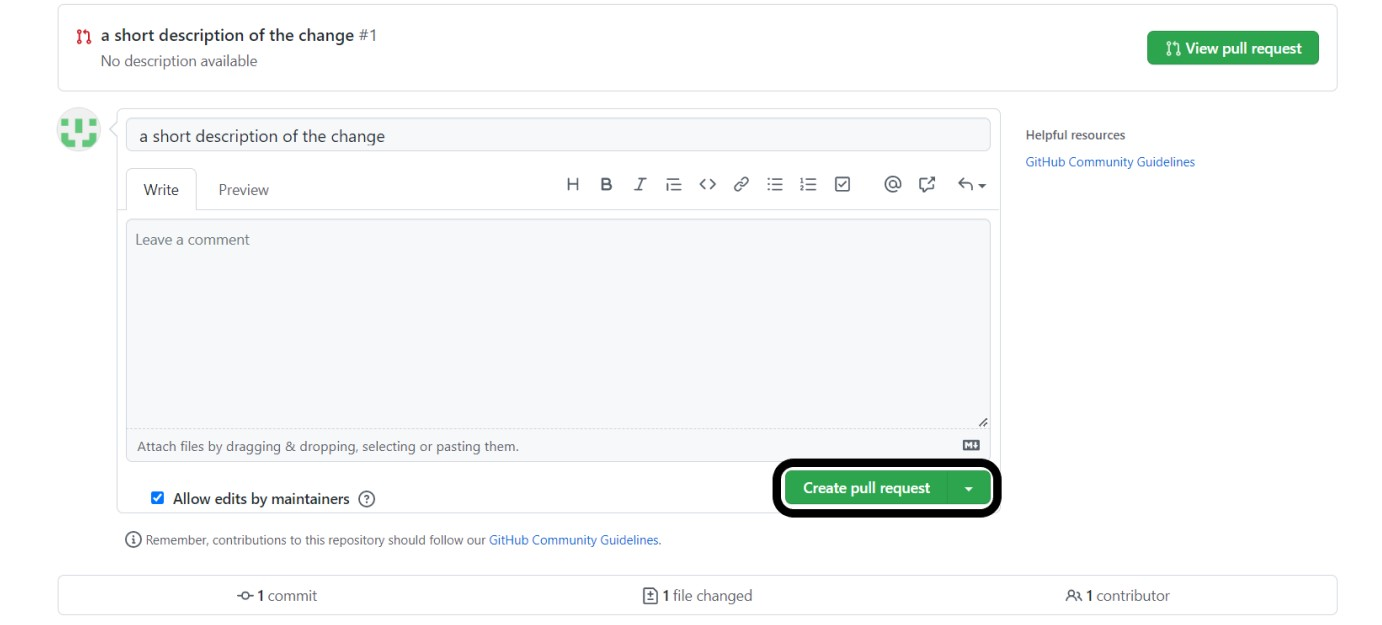 a short description of the change #1
No description available
View pull request
a short description of the change
Helpful resources
GitHub Community Guidelines
Write Preview H B I @
Leave a comment
Attach files by dragging & dropping, selecting or pasting them. M↓
Allow edits by maintainers ?
Create pull request
Remember, contributions to this repository should follow our GitHub Community Guidelines.
1 commit 1 file changed 1 contributor